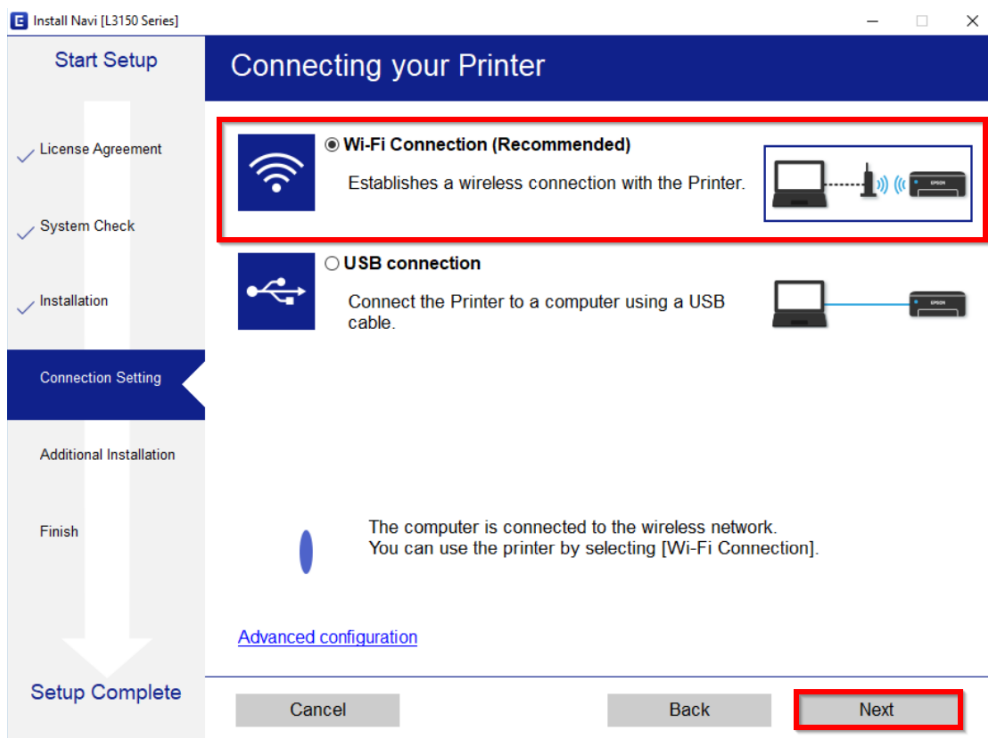 Install Navi [L3150 Series]
Start Setup
License Agreement
System Check
Installation
Connection Setting
Additional Installation
Finish
Setup Complete
Connecting your Printer
Wi-Fi Connection (Recommended)
Establishes a wireless connection with the Printer.
EPSON
USB connection
Connect the Printer to a computer using a USB
cable.
EPSON
The computer is connected to the wireless network.
You can use the printer by selecting [Wi-Fi Connection].
Advanced configuration
Cancel
Back
Next